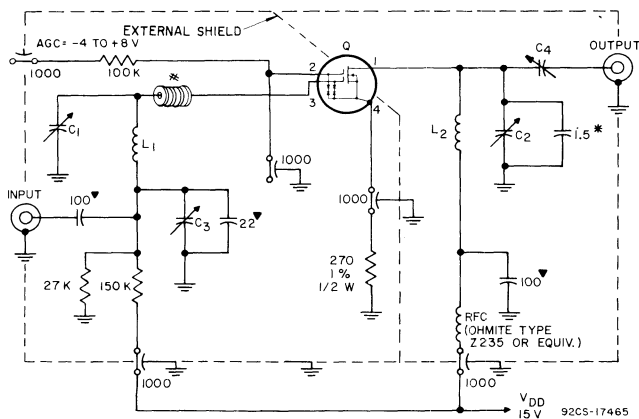 EXTERNAL SHIELD
AGC= −4 TO +8 V
OUTPUT
Q
1
C4
1000
100K
2
*
3
4
C1
L1
L2
C2
1.5*
1000
INPUT
100▼
C3
22▼
1000
27 K
150 K
270
1%
1/2 W
100▼
RFC
(OHMITE TYPE
Z235 OR EQUIV.)
1000
1000
VDD
15 V
92CS-17465